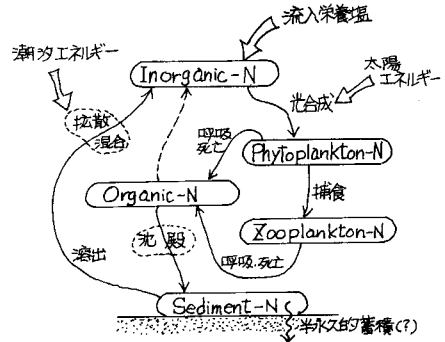 流入栄養塩
潮汐エネルギー
Inorganic-N
太陽
エネルギー
拡散
混合
光合成
呼吸
死亡
Phytoplankton-N
Organic-N
捕食
沈殿
Zooplankton-N
溶出
呼吸・死亡
Sediment-N
半永久的蓄積(?)